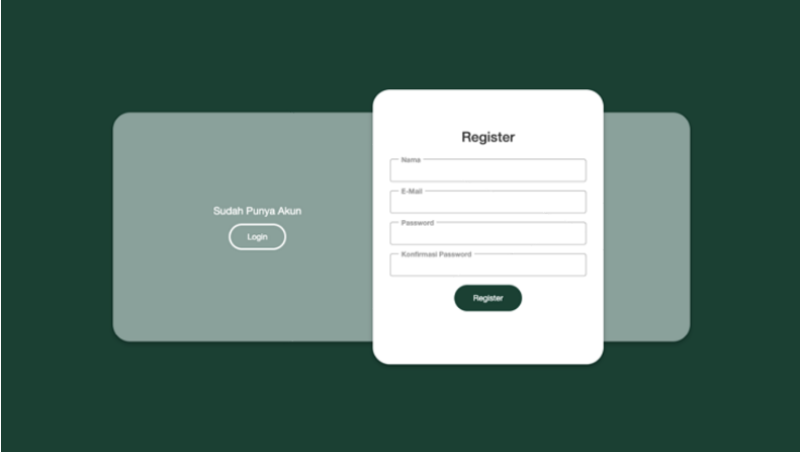 Sudah Punya Akun
Login
Register
Name
E-Mail
Password
Konfirmasi Password
Register